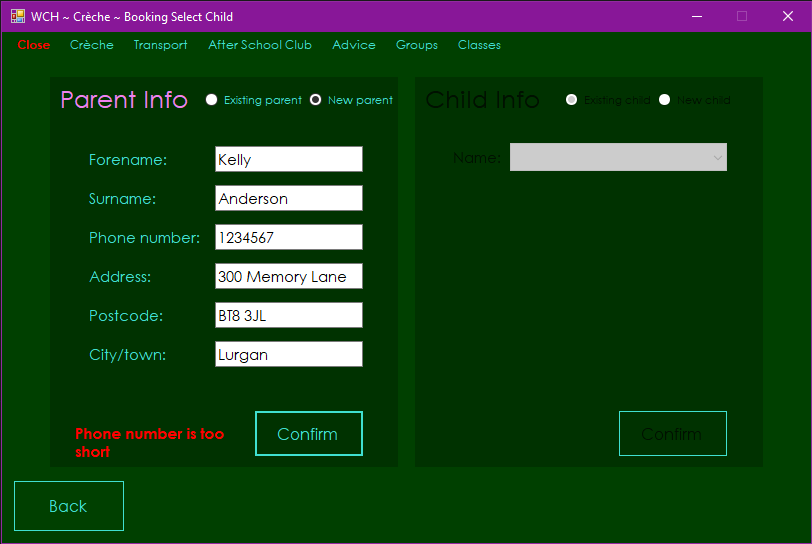 WCH ~ Crèche ~ Booking Select Child
Close Crèche Transport After School Club Advice Groups Classes
Parent Info Existing parent New parent
Forename: Kelly
Surname: Anderson
Phone number: 1234567
Address: 300 Memory Lane
Postcode: BT8 3JL
City/town: Lurgan
Phone number is too
short
Confirm
Child Info Existing child New child
Name:
Confirm
Back